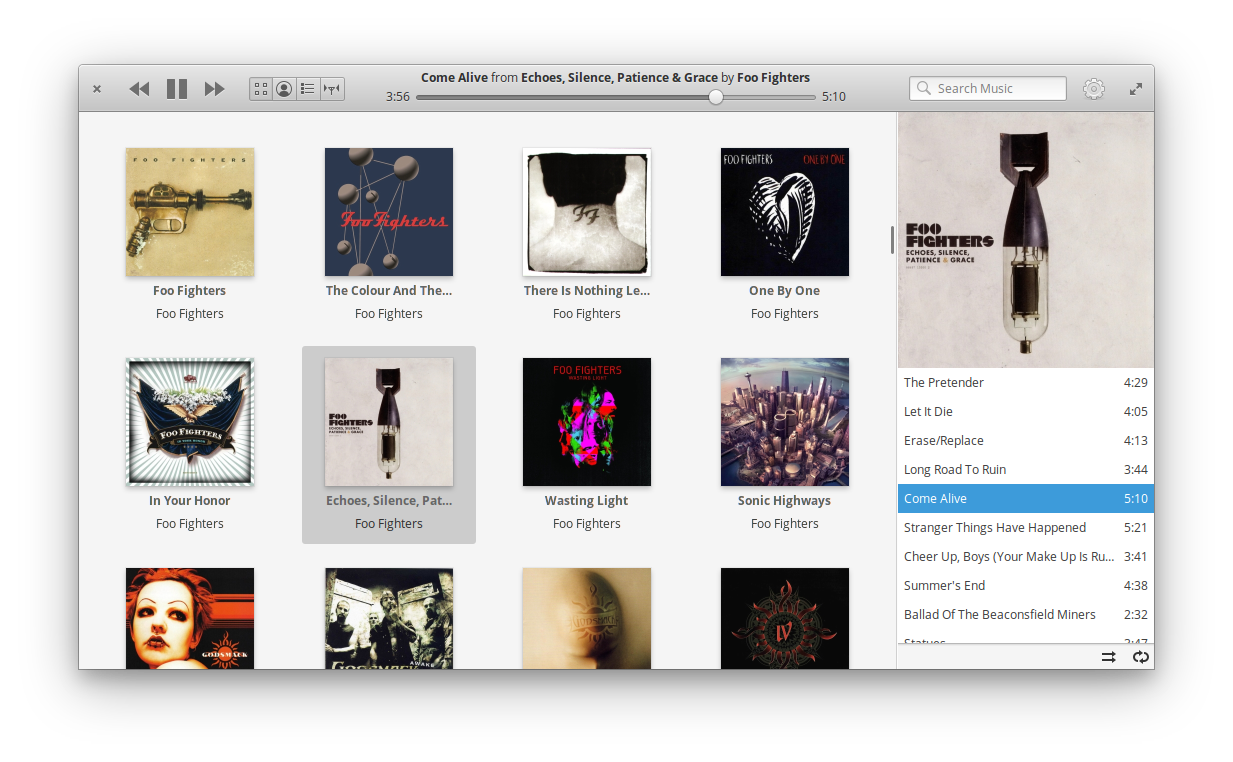 Come Alive from Echoes, Silence, Patience & Grace by Foo Fighters
3:56
5:10
Search Music
FOO FIGHTERS
Foo Fighters
Foo Fighters
Foo Fighters
The Colour And The...
Foo Fighters
FF
There Is Nothing Le...
Foo Fighters
FOO FIGHTERS
ONE BY ONE
One By One
Foo Fighters
FOO FIGHTERS
IN YOUR HONOR
In Your Honor
Foo Fighters
FOO
FIGHTERS
ECHOES, SILENCE,
PATIENCE & GRACE
Echoes, Silence, Pat...
Foo Fighters
FOO FIGHTERS
WASTING LIGHT
Wasting Light
Foo Fighters
Sonic Highways
Foo Fighters
GODSMACK
GODSMACK
AWAKE
GODSMACK
IV
FOO
FIGHTERS
ECHOES, SILENCE,
PATIENCE & GRACE
The Pretender 4:29
Let It Die 4:05
Erase/Replace 4:13
Long Road To Ruin 3:44
Come Alive 5:10
Stranger Things Have Happened 5:21
Cheer Up, Boys (Your Make Up Is Ru... 3:41
Summer's End 4:38
Ballad Of The Beaconsfield Miners 2:32
Statues 3:47